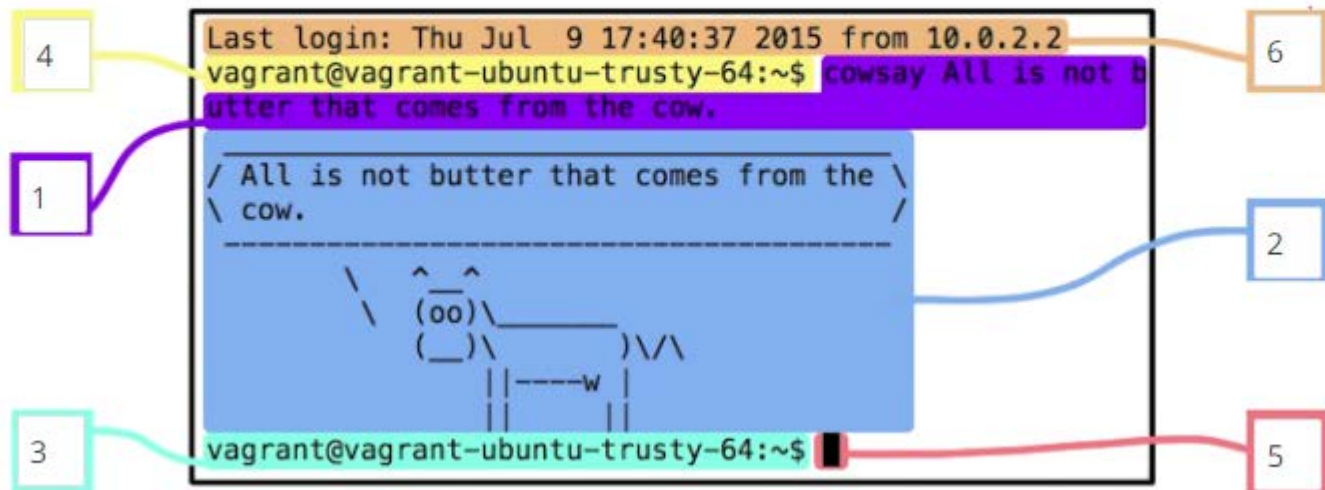 4
Last login: Thu Jul  9 17:40:37 2015 from 10.0.2.2
6
vagrant@vagrant-ubuntu-trusty-64:~$ cowsay All is not b
utter that comes from the cow.
1
 _______________________________________
/ All is not butter that comes from the \
\ cow.                                  /
 ---------------------------------------
2
        \   ^__^
         \  (oo)\_______
            (__)\       )\/\
                ||----w |
                ||     ||
3
vagrant@vagrant-ubuntu-trusty-64:~$
5